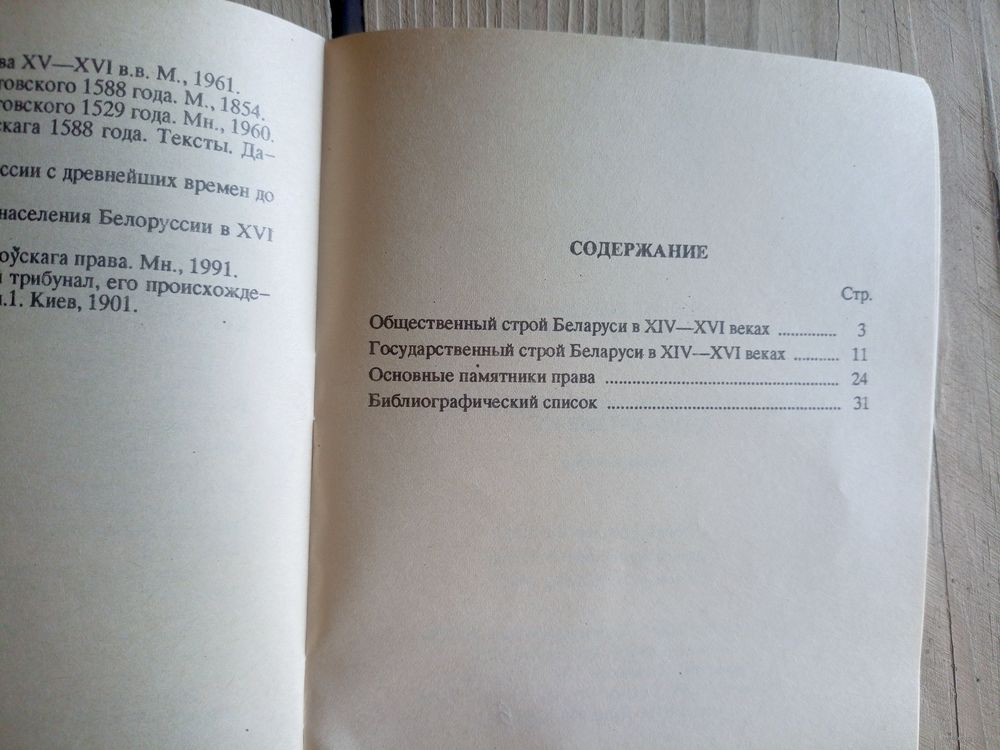 ва XV—XVI в.в. М., 1961.
товского 1588 года. М., 1854.
товского 1529 года. Мн., 1960.
скага 1588 года. Тексты. Да-
ссии с древнейших времен до
населения Белоруссии в XVI
оўскага права. Мн., 1991.
й трибунал, его происхожде-
.1. Киев, 1901.
СОДЕРЖАНИЕ
Стр.
Общественный строй Беларуси в XIV—XVI веках ............. 3
Государственный строй Беларуси в XIV—XVI веках .......... 11
Основные памятники права .................................................... 24
Библиографический список .................................................... 31